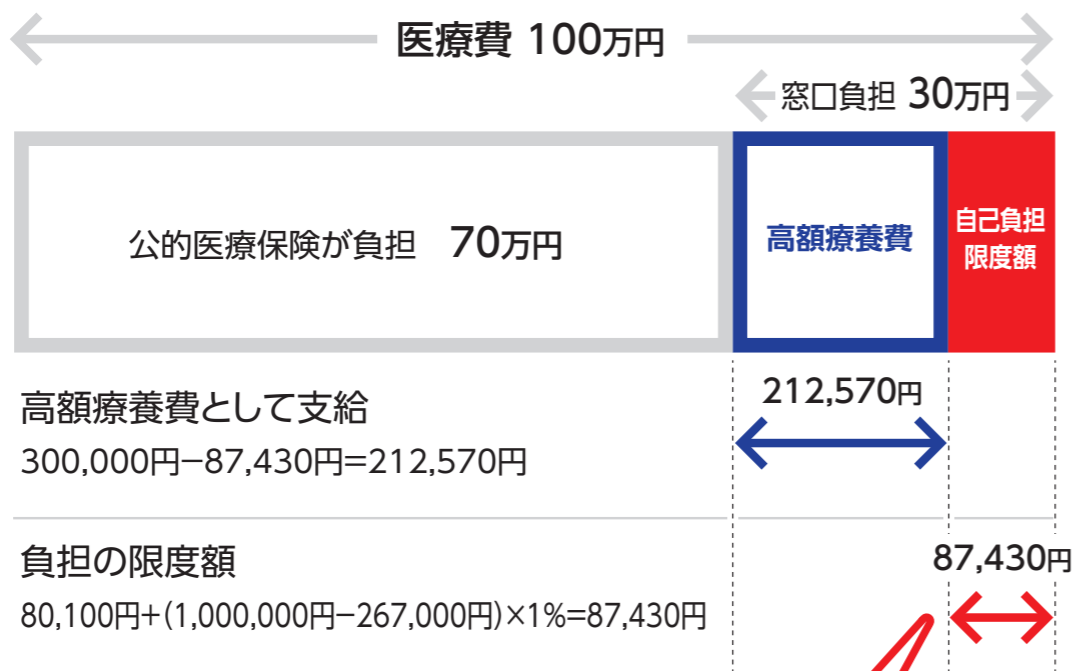 医療費 100万円
窓口負担 30万円
公的医療保険が負担 70万円
高額療養費
自己負担
限度額
高額療養費として支給
212,570円
300,000円−87,430円=212,570円
負担の限度額
87,430円
80,100円+(1,000,000円−267,000円)×1%=87,430円